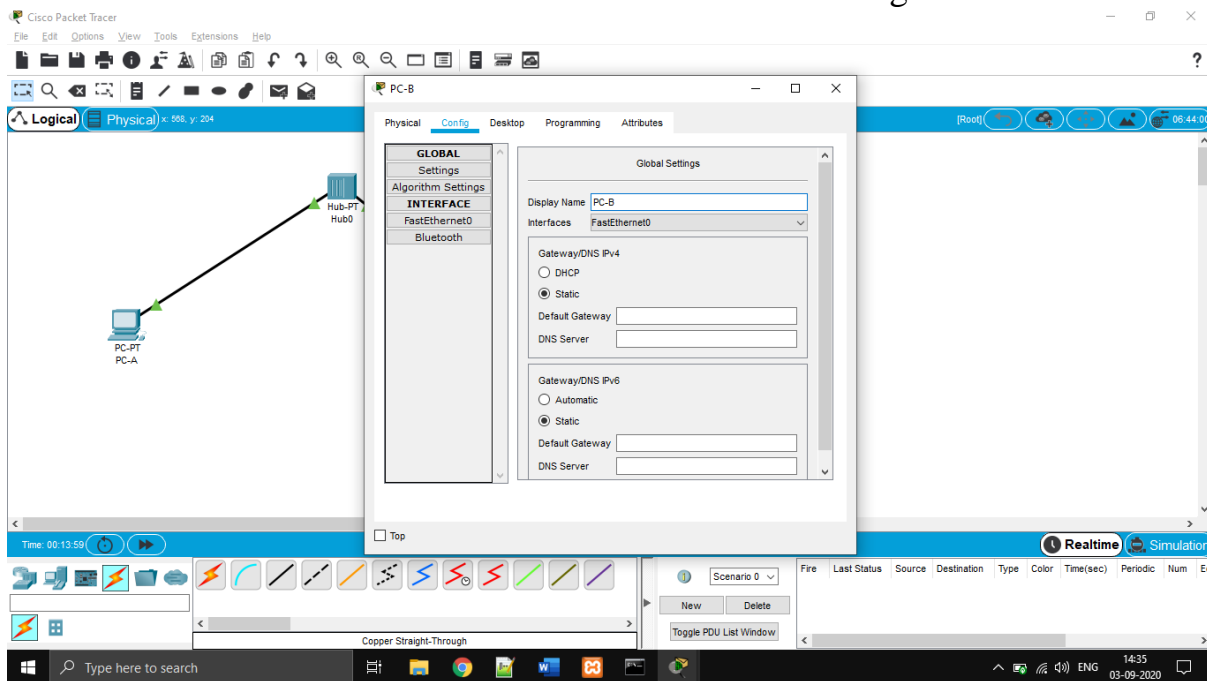 Cisco Packet Tracer
File Edit Options View Tools Extensions Help
?
PC-B
Logical Physical x: 568, y: 204
[Root] 06:44:00
Physical Config Desktop Programming Attributes
GLOBAL
Settings
Algorithm Settings
INTERFACE
FastEthernet0
Bluetooth
Global Settings
Display Name PC-B
Interfaces FastEthernet0
Gateway/DNS IPv4
DHCP
Static
Default Gateway
DNS Server
Gateway/DNS IPv6
Automatic
Static
Default Gateway
DNS Server
Top
Hub-PT
Hub0
PC-PT
PC-A
Time: 00:13:59
Realtime Simulation
Scenario 0
New Delete
Toggle PDU List Window
Fire Last Status Source Destination Type Color Time(sec) Periodic Num E
Copper Straight-Through
Type here to search
ENG
14:35
03-09-2020